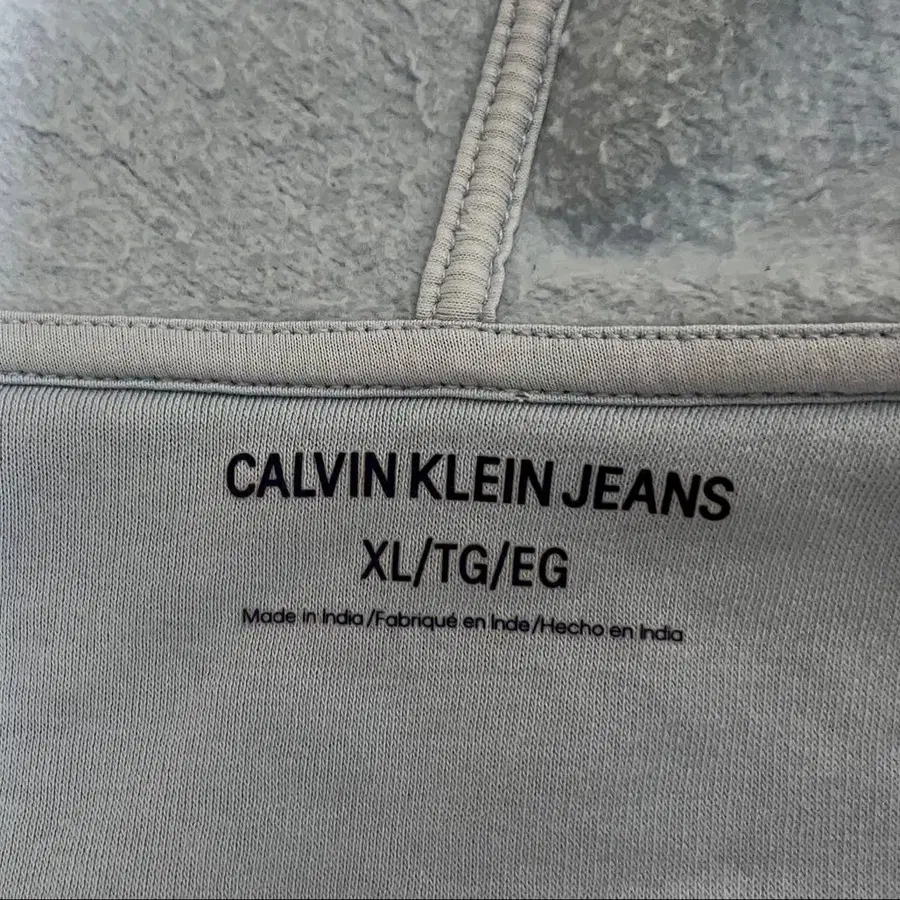 CALVIN KLEIN JEANS
XL/TG/EG
Made in India/Fabriqué en Inde/Hecho en India